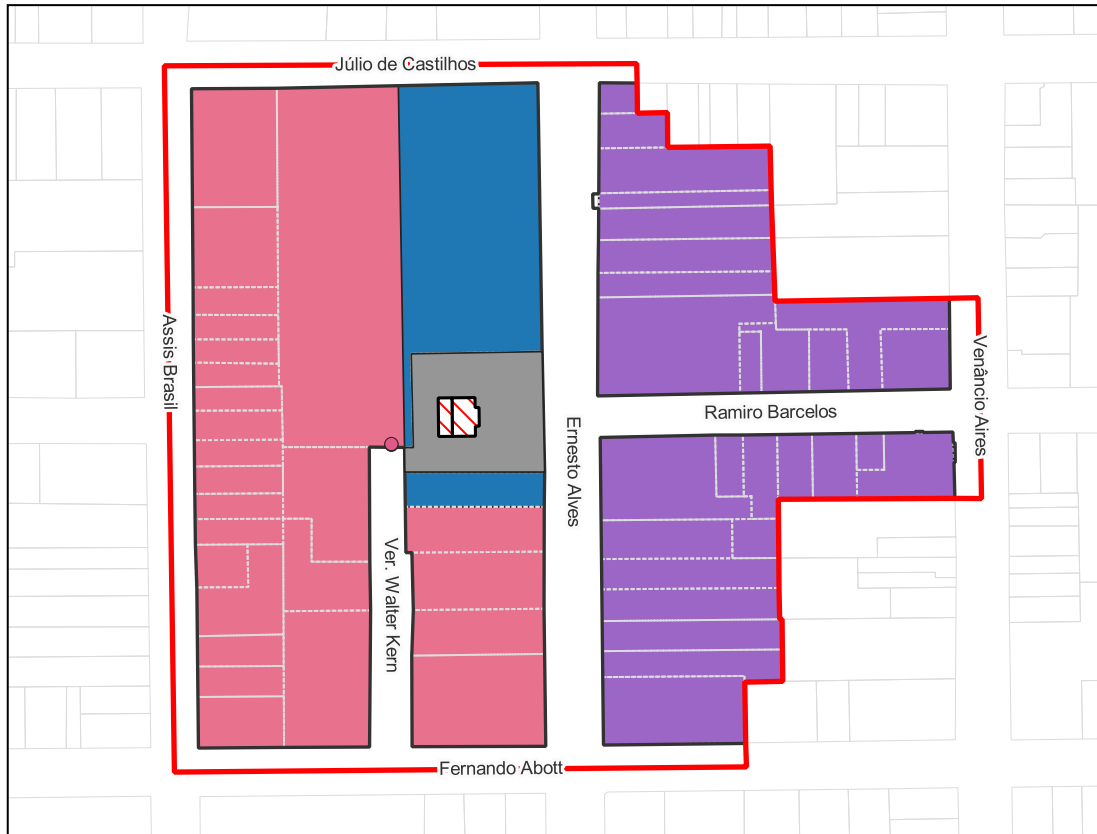 Júlio de Castilhos
Assis Brasil
Venâncio Aires
Ramiro Barcelos
Ernesto Alves
Ver. Walter Kern
Fernando Abott